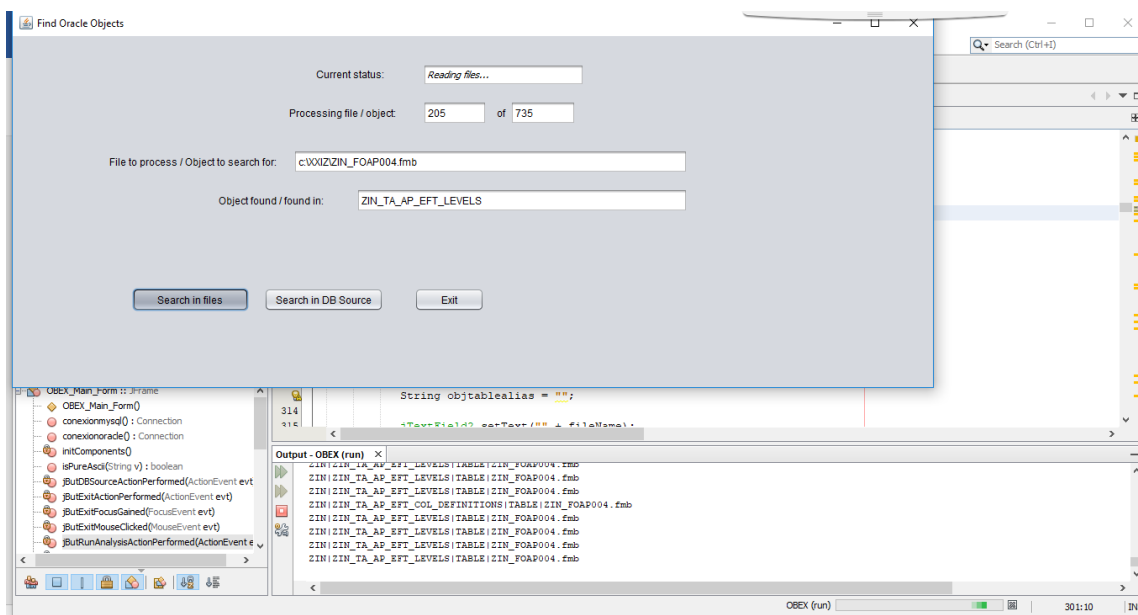 Find Oracle Objects
Search (Ctrl+I)
Current status: Reading files...
Processing file / object: 205 of 735
File to process / Object to search for: c:\XXIZ\ZIN_FOAP004.fmb
Object found / found in: ZIN_TA_AP_EFT_LEVELS
Search in files Search in DB Source Exit
OBEX_Main_Form :: JFrame
OBEX_Main_Form()
conexionmysql() : Connection
conexionoracle() : Connection
initComponents()
isPureAscii(String v) : boolean
jButDBSourceActionPerformed(ActionEvent evt
jButExitActionPerformed(ActionEvent evt)
jButExitFocusGained(FocusEvent evt)
jButExitMouseClicked(MouseEvent evt)
jButRunAnalysisActionPerformed(ActionEvent e
String objtablealias = "";
314
315 jTextField2.setText("" + fileName);
Output - OBEX (run)
ZIN|ZIN_TA_AP_EFT_LEVELS|TABLE|ZIN_FOAP004.fmb
ZIN|ZIN_TA_AP_EFT_LEVELS|TABLE|ZIN_FOAP004.fmb
ZIN|ZIN_TA_AP_EFT_LEVELS|TABLE|ZIN_FOAP004.fmb
ZIN|ZIN_TA_AP_EFT_COL_DEFINITIONS|TABLE|ZIN_FOAP004.fmb
ZIN|ZIN_TA_AP_EFT_LEVELS|TABLE|ZIN_FOAP004.fmb
ZIN|ZIN_TA_AP_EFT_LEVELS|TABLE|ZIN_FOAP004.fmb
ZIN|ZIN_TA_AP_EFT_LEVELS|TABLE|ZIN_FOAP004.fmb
ZIN|ZIN_TA_AP_EFT_LEVELS|TABLE|ZIN_FOAP004.fmb
OBEX (run) 301:10 IN